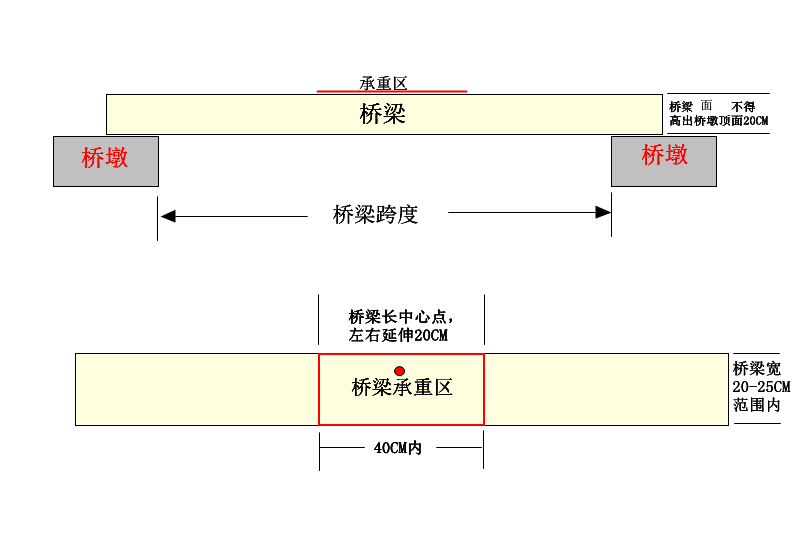 承重区
桥梁
桥梁 面 不得
高出桥墩顶面20CM
桥墩
桥墩
桥梁跨度
桥梁长中心点，
左右延伸20CM
桥梁承重区
桥梁宽
20-25CM
范围内
40CM内